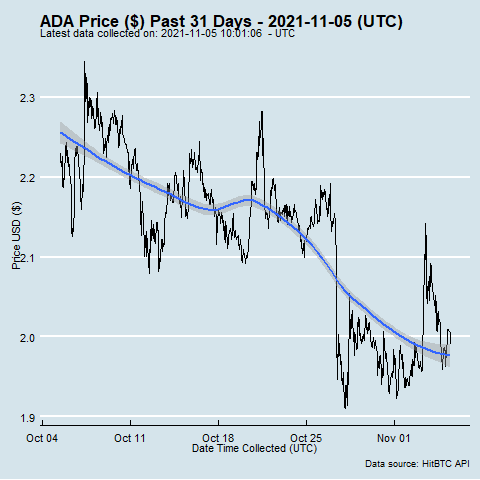 ADA Price ($) Past 31 Days - 2021-11-05 (UTC)
Latest data collected on: 2021-11-05 10:01:06 - UTC
2.3
2.2
2.1
2.0
1.9
Price USD ($)
Oct 04 Oct 11 Oct 18 Oct 25 Nov 01
Date Time Collected (UTC)
Data source: HitBTC API